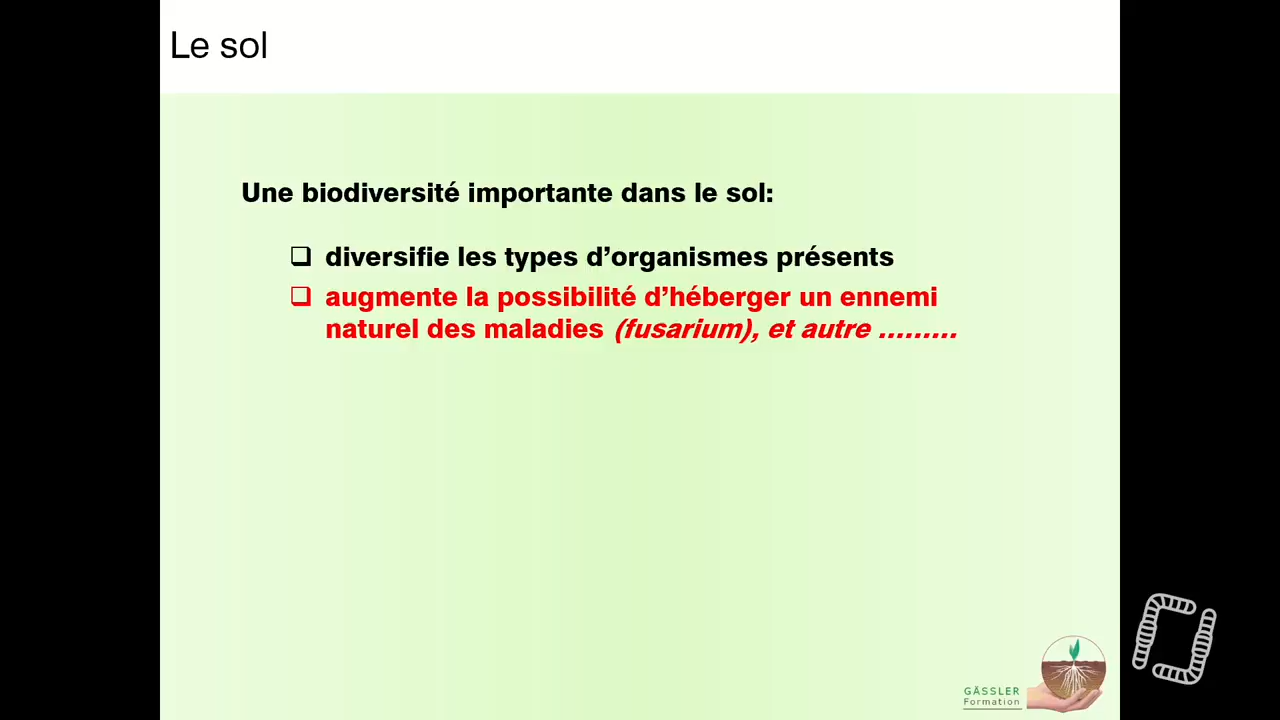 Le sol
Une biodiversité importante dans le sol:
❑ diversifie les types d’organismes présents
❑ augmente la possibilité d’héberger un ennemi
naturel des maladies (fusarium), et autre ………
GÄSSLER
Formation